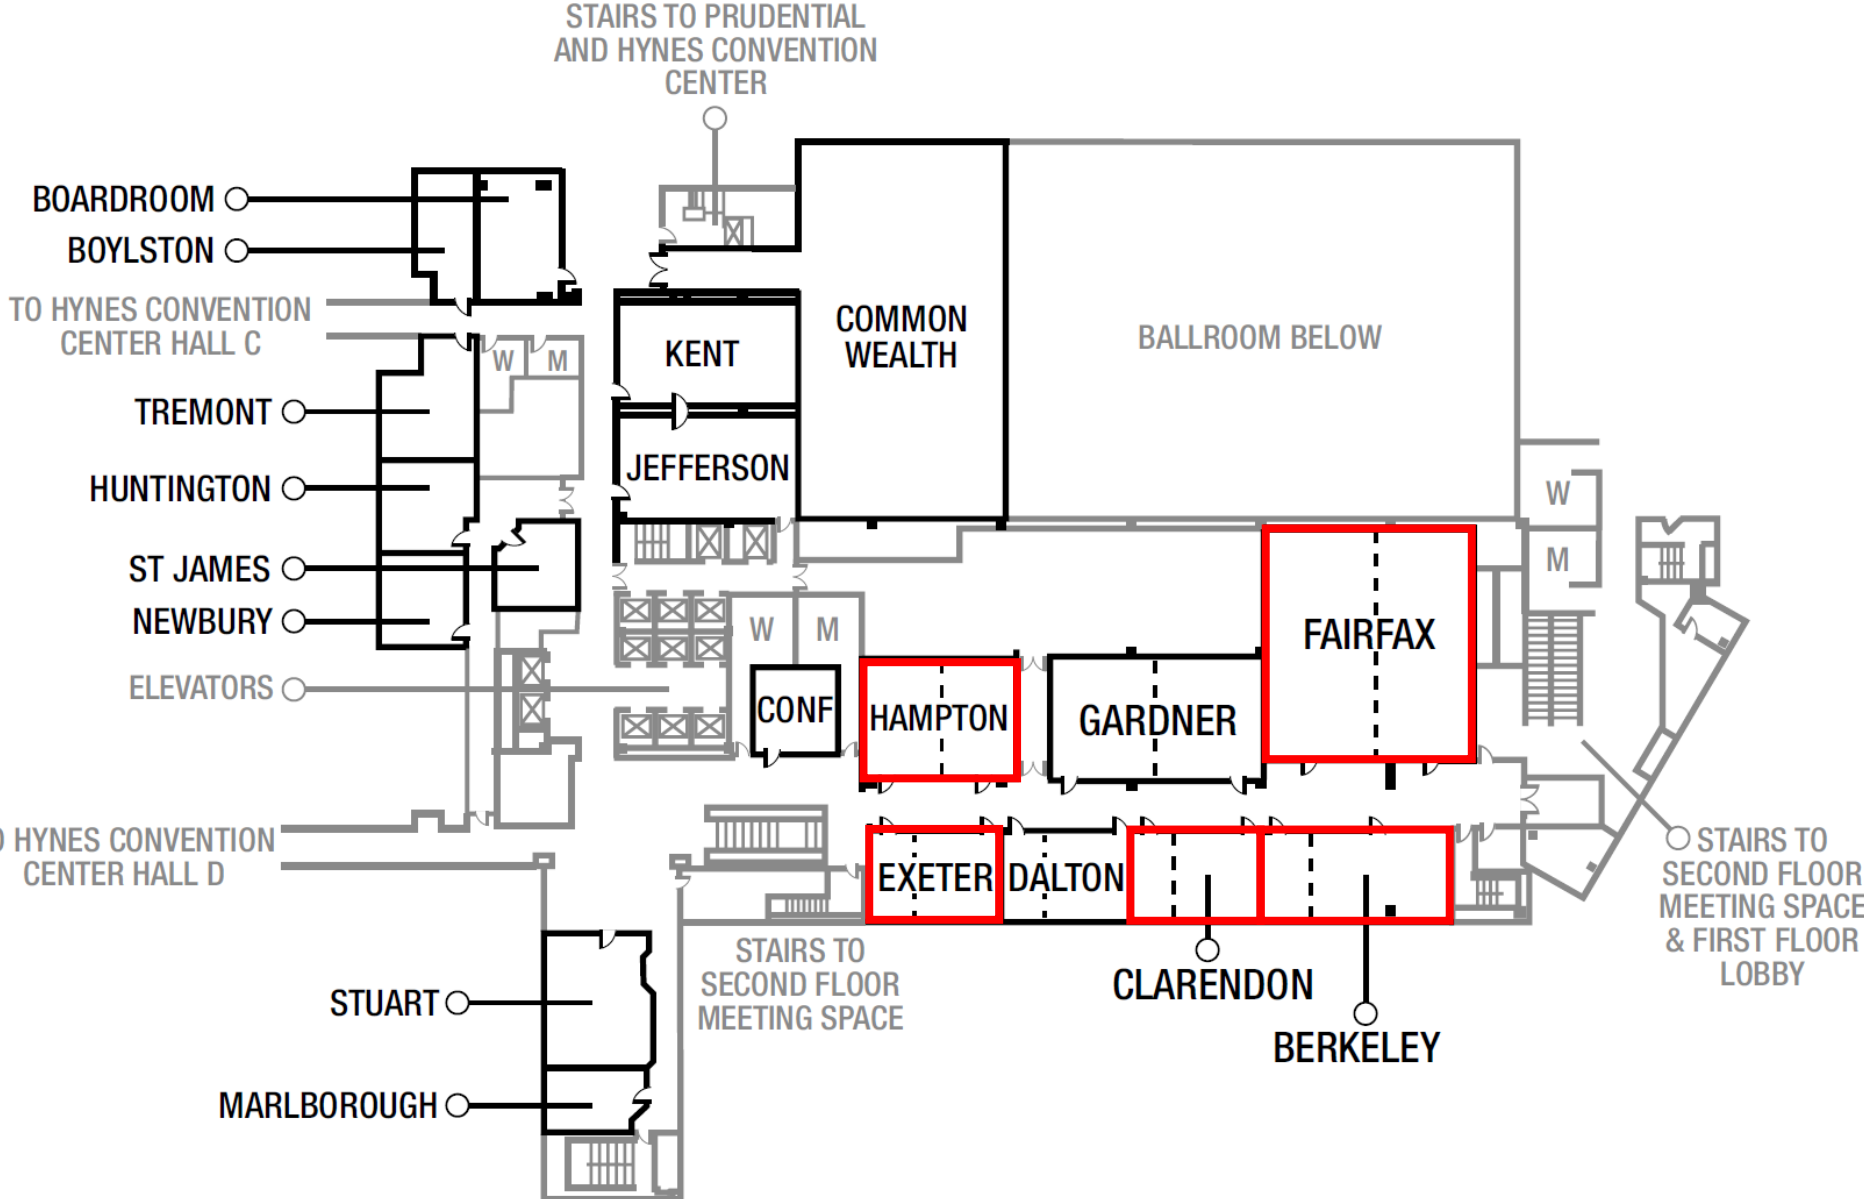 STAIRS TO PRUDENTIAL
AND HYNES CONVENTION
CENTER
BOARDROOM
BOYLSTON
TO HYNES CONVENTION
CENTER HALL C
W
M
TREMONT
HUNTINGTON
ST JAMES
NEWBURY
ELEVATORS
KENT
JEFFERSON
COMMON
WEALTH
BALLROOM BELOW
W
M
W
M
CONF
HAMPTON
GARDNER
FAIRFAX
O HYNES CONVENTION
CENTER HALL D
EXETER
DALTON
CLARENDON
BERKELEY
STAIRS TO
SECOND FLOOR
MEETING SPACE
& FIRST FLOOR
LOBBY
STAIRS TO
SECOND FLOOR
MEETING SPACE
STUART
MARLBOROUGH